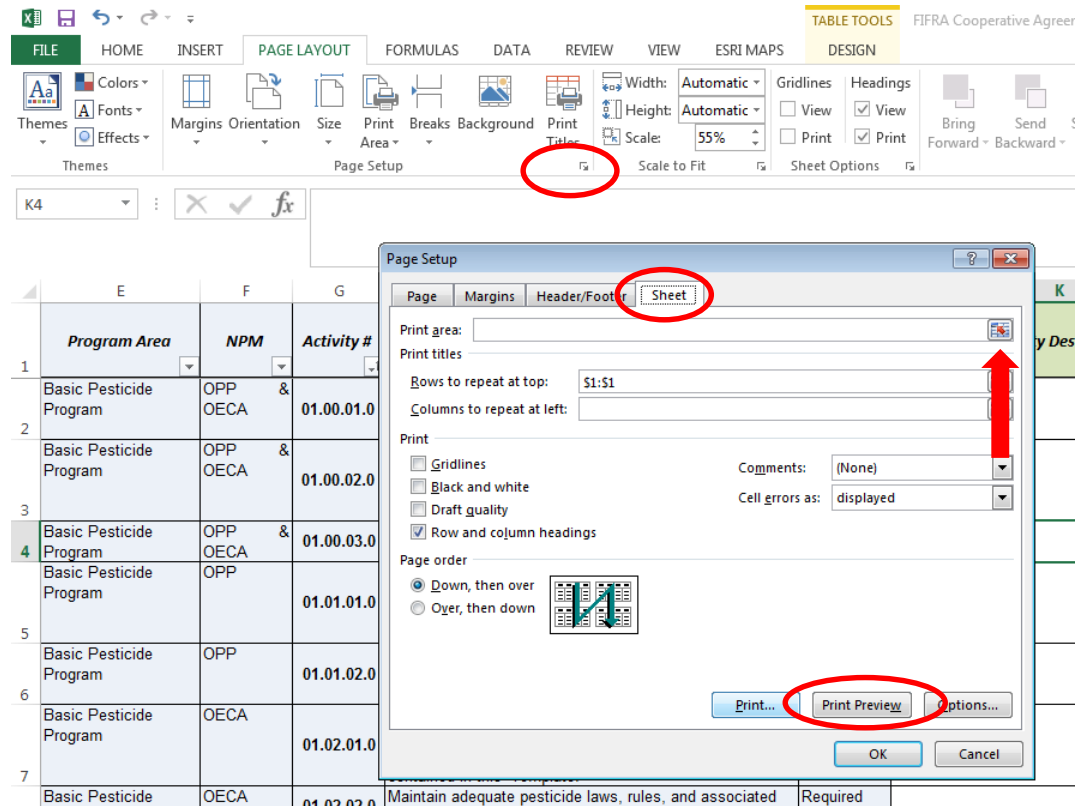 TABLE TOOLS FIFRA Cooperative Agreer
FILE HOME INSERT PAGE LAYOUT FORMULAS DATA REVIEW VIEW ESRI MAPS DESIGN
Colors Width: Automatic Gridlines Headings
Themes Fonts Margins Orientation Size Print Area Breaks Background Print Titles Height: Automatic View View Bring Forward Send Backward
Effects Scale: 55% Print Print
Themes Page Setup Scale to Fit Sheet Options
K4 fx
Page Setup
E F G K
Page Margins Header/Footer Sheet
Print area:
Program Area NPM Activity # y Des
Print titles
1
Rows to repeat at top: $1:$1
Columns to repeat at left:
Basic Pesticide Program OPP & OECA 01.00.01.0
2
Print
Gridlines Comments: (None)
Black and white Cell errors as: displayed
Draft quality
Row and column headings
Basic Pesticide Program OPP & OECA 01.00.02.0
3
Basic Pesticide Program OPP & OECA 01.00.03.0
4
Page order
Down, then over
Over, then down
Basic Pesticide Program OPP 01.01.01.0
5
Basic Pesticide Program OPP 01.01.02.0
6
Print... Print Preview Options...
Basic Pesticide Program OECA 01.02.01.0
7
OK Cancel
Basic Pesticide OECA 01.02.02.0 Maintain adequate pesticide laws, rules, and associated Required